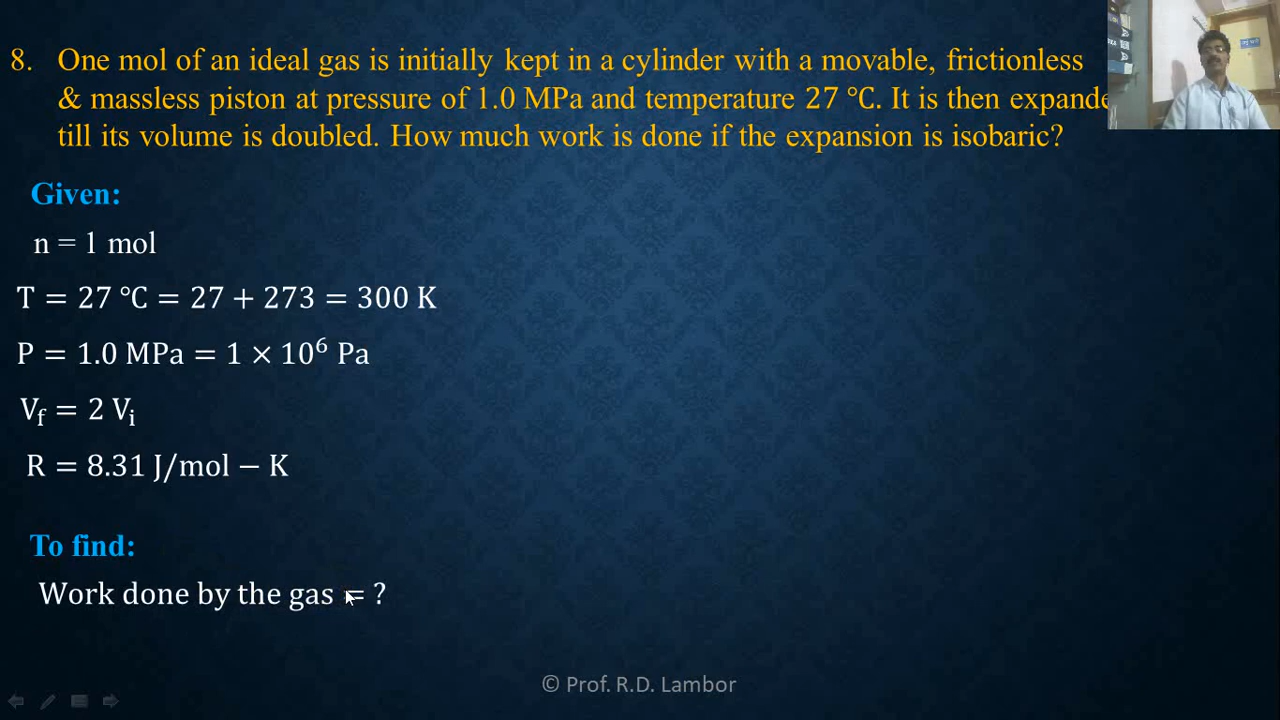 8. One mol of an ideal gas is initially kept in a cylinder with a movable, frictionless
& massless piston at pressure of 1.0 MPa and temperature 27 °C. It is then expande
till its volume is doubled. How much work is done if the expansion is isobaric?
Given:
n = 1 mol
T = 27 °C = 27 + 273 = 300 K
P = 1.0 MPa = 1 × 10⁶ Pa
V_f = 2 V_i
R = 8.31 J/mol − K
To find:
Work done by the gas = ?
© Prof. R.D. Lambor